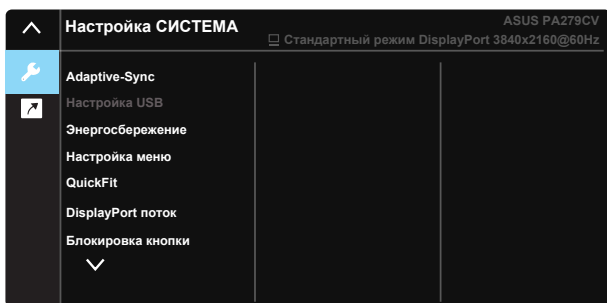 Настройка СИСТЕМА
ASUS PA279CV
Стандартный режим DisplayPort 3840x2160@60Hz
Adaptive-Sync
Настройка USB
Энергосбережение
Настройка меню
QuickFit
DisplayPort поток
Блокировка кнопки